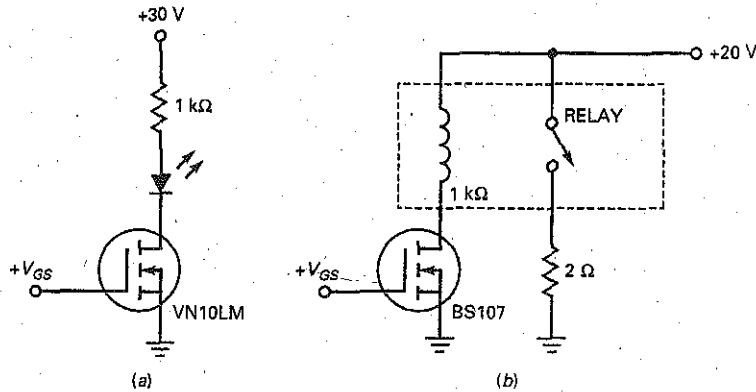 +30 V
1 kΩ
+V_GS
VN10LM
(a)
+20 V
RELAY
1 kΩ
+V_GS
2 Ω
BS107
(b)